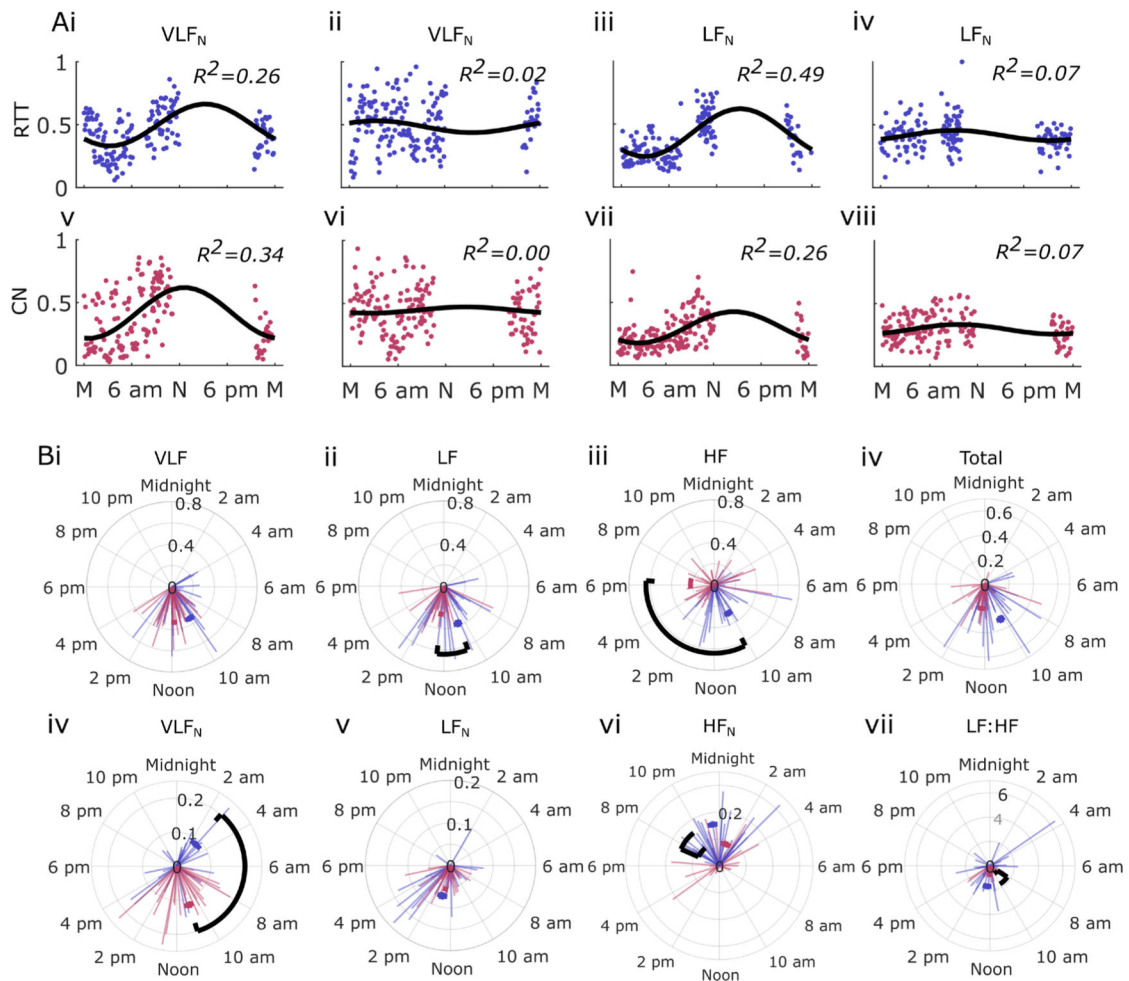 Ai ii iii iv
VLFN VLFN LFN LFN
1
R²=0.26 R²=0.02 R²=0.49 R²=0.07
RTT 0.5
0
v vi vii viii
1
R²=0.34 R²=0.00 R²=0.26 R²=0.07
CN 0.5
0
M 6 am N 6 pm M M 6 am N 6 pm M M 6 am N 6 pm M M 6 am N 6 pm M
Bi ii iii iv
VLF LF HF Total
Midnight Midnight Midnight Midnight
10 pm 0.8 2 am 10 pm 0.8 2 am 10 pm 0.8 2 am 10 pm 0.6 2 am
8 pm 0.4 4 am 8 pm 0.4 4 am 8 pm 0.4 4 am 8 pm 0.4 4 am
0.2
6 pm 0 6 am 6 pm 0 6 am 6 pm 0 6 am 6 pm 0 6 am
4 pm 8 am 4 pm 8 am 4 pm 8 am 4 pm 8 am
2 pm 10 am 2 pm 10 am 2 pm 10 am 2 pm 10 am
Noon Noon Noon Noon
iv v vi vii
VLFN LFN HFN LF:HF
Midnight Midnight Midnight Midnight
10 pm 2 am 10 pm 0.2 2 am 10 pm 2 am 10 pm 6 2 am
8 pm 0.2 4 am 8 pm 0.1 4 am 8 pm 0.2 4 am 8 pm 4 4 am
0.1
6 pm 0 6 am 6 pm 0 6 am 6 pm 0 6 am 6 pm 0 6 am
4 pm 8 am 4 pm 8 am 4 pm 8 am 4 pm 8 am
2 pm 10 am 2 pm 10 am 2 pm 10 am 2 pm 10 am
Noon Noon Noon Noon